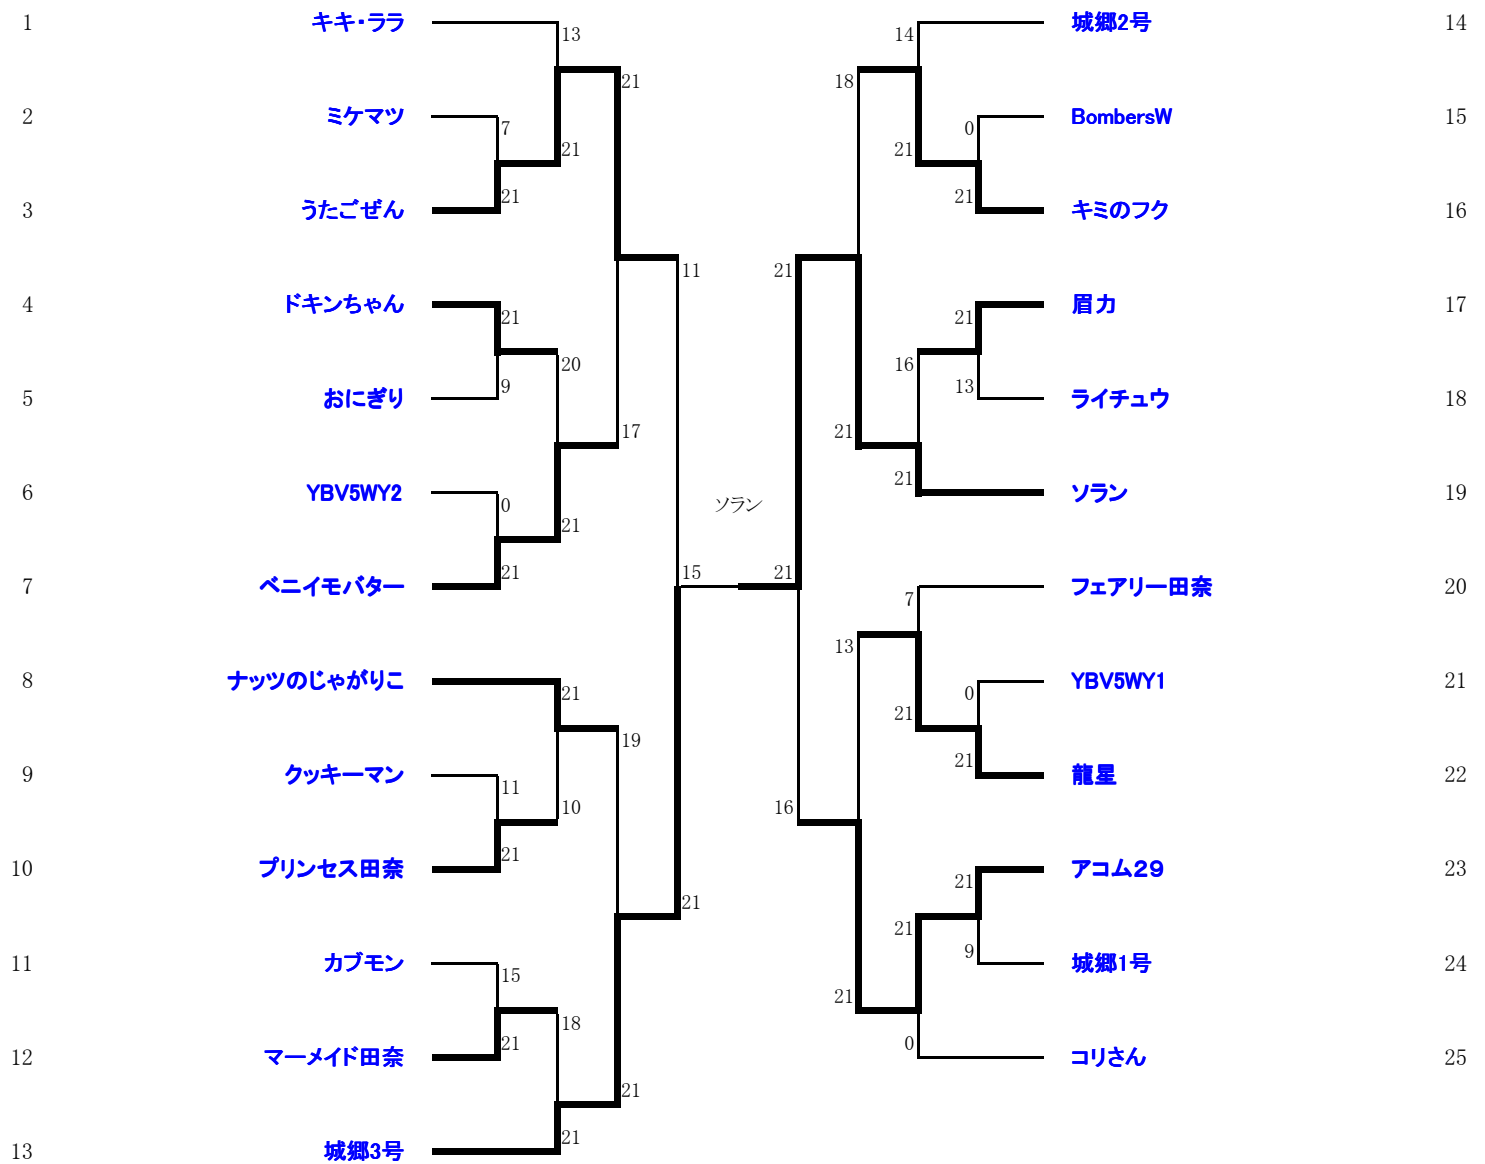 1 キキ・ララ 13 14 城郷2号 14
21 18
2 ミケマツ 7 21 21 0 BombersW 15
3 うたごぜん 21 21 キミのフク 16
11 21
4 ドキンちゃん 21 21 眉力 17
20 16
5 おにぎり 9 13 ライチュウ 18
17 21
6 YBV5WY2 0 21 ソラン 21 ソラン 19
7 ベニイモバター 21 15 21 7 フェアリー田奈 20
13
8 ナッツのじゃがりこ 21 21 0 YBV5WY1 21
19
9 クッキーマン 11 10 16 21 龍星 22
10 プリンセス田奈 21 21 アコム29 23
21 21
11 カブモン 15 21 9 城郷1号 24
18
12 マーメイド田奈 21 0 コリさん 25
21
13 城郷3号 21